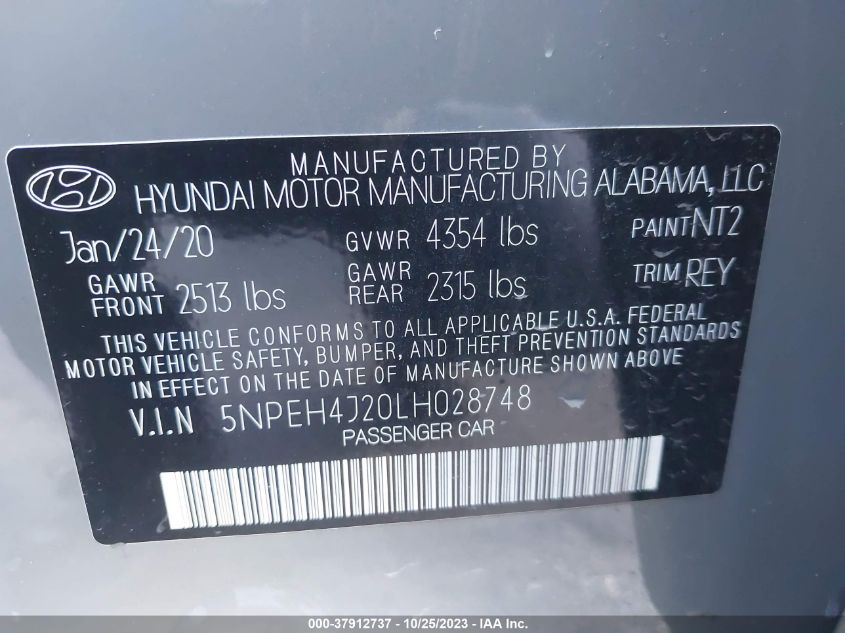 MANUFACTURED BY
HYUNDAI MOTOR MANUFACTURING ALABAMA, LLC
Jan/24/20 GVWR 4354 lbs PAINT NT2
GAWR FRONT 2513 lbs GAWR REAR 2315 lbs TRIM REY
THIS VEHICLE CONFORMS TO ALL APPLICABLE U.S.A. FEDERAL
MOTOR VEHICLE SAFETY, BUMPER, AND THEFT PREVENTION STANDARDS
IN EFFECT ON THE DATE OF MANUFACTURE SHOWN ABOVE
V.I.N 5NPEH4J20LH028748
PASSENGER CAR
000-37912737 - 10/25/2023 - IAA Inc.